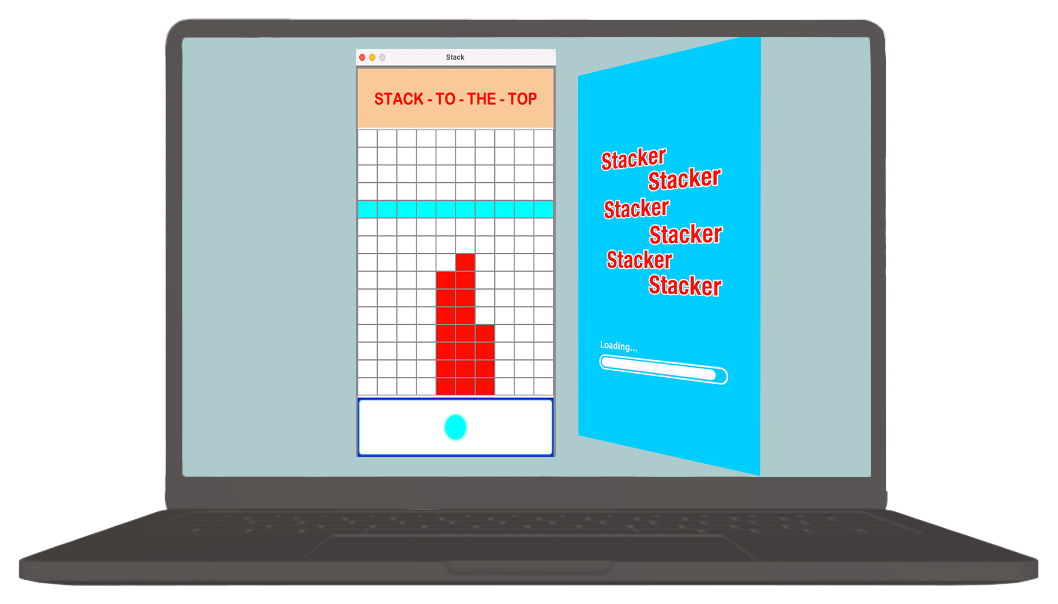 Stack
STACK - TO - THE - TOP
Stacker
Stacker
Stacker
Stacker
Stacker
Stacker
Loading...